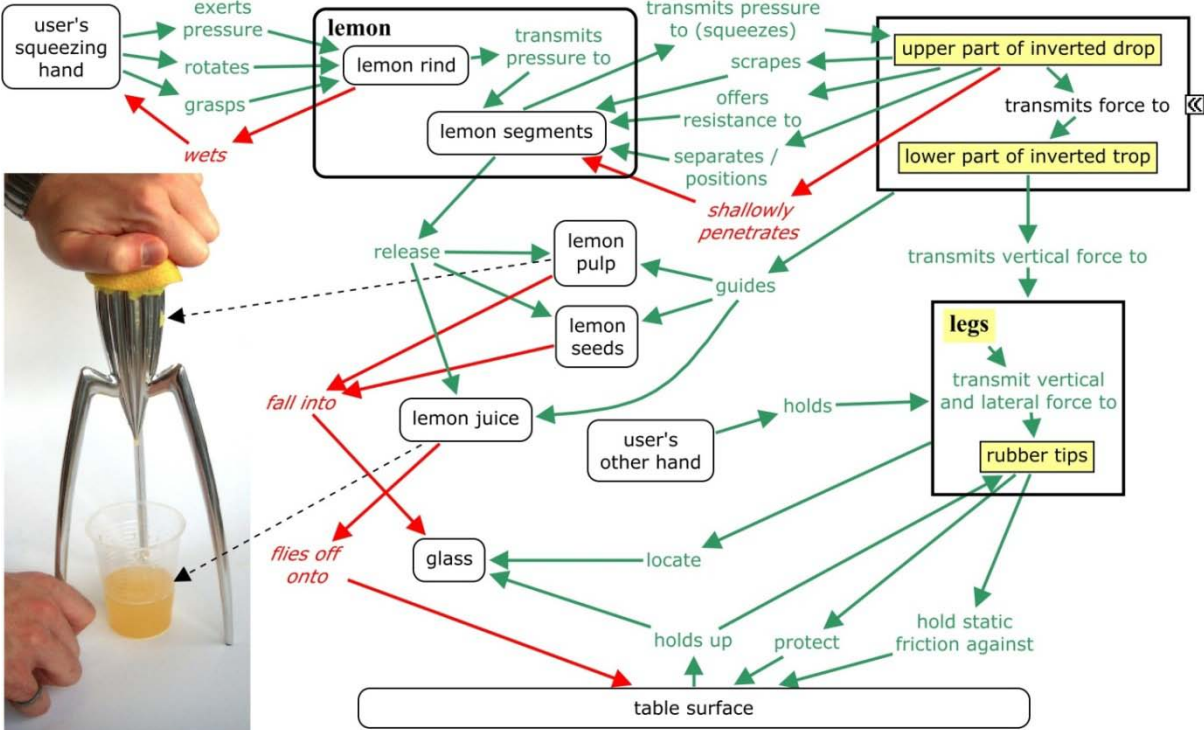 user's
squeezing
hand
exerts
pressure
rotates
grasps
wets
lemon
lemon rind
transmits
pressure to
lemon segments
transmits pressure
to (squeezes)
scrapes
offers
resistance to
separates /
positions
shallowly
penetrates
upper part of inverted drop
transmits force to
lower part of inverted trop
«
release
lemon
pulp
guides
lemon
seeds
transmits vertical force to
legs
transmit vertical
and lateral force to
rubber tips
fall into
lemon juice
holds
user's
other hand
flies off
onto
glass
locate
holds up
protect
hold static
friction against
table surface